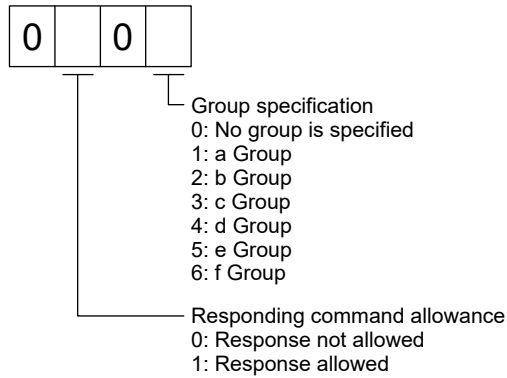 0 0
Group specification
0: No group is specified
1: a Group
2: b Group
3: c Group
4: d Group
5: e Group
6: f Group
Responding command allowance
0: Response not allowed
1: Response allowed